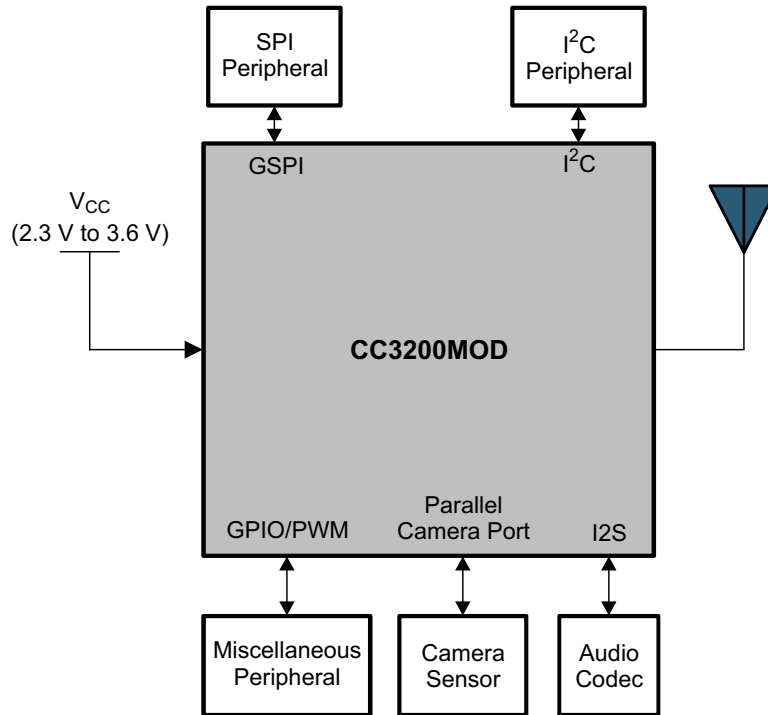 SPI
Peripheral
I²C
Peripheral
GSPI
I²C
V_CC
(2.3 V to 3.6 V)
CC3200MOD
GPIO/PWM
Parallel
Camera Port
I2S
Miscellaneous
Peripheral
Camera
Sensor
Audio
Codec